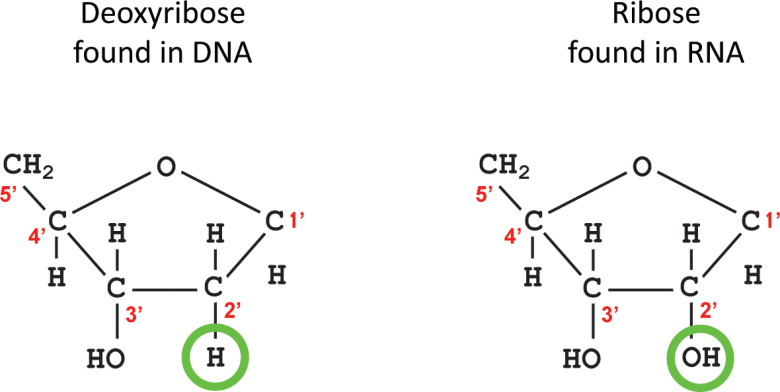 Deoxyribose
found in DNA
CH₂
O
5’
C
1’
C
4’
H
H
H
H
C
C
3’
2’
HO
H
Ribose
found in RNA
CH₂
O
5’
C
1’
C
4’
H
H
H
H
C
C
3’
2’
HO
OH